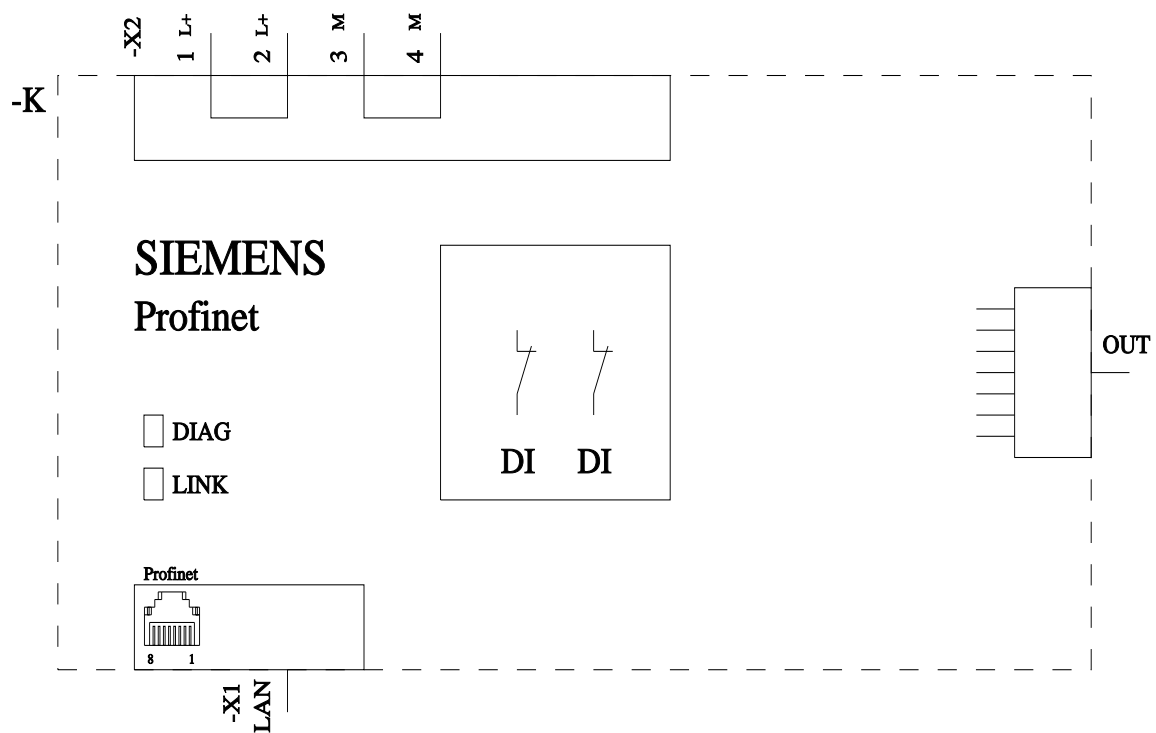 -X2
1 L+
2 L+
3 M
4 M
-K
SIEMENS
Profinet
OUT
DIAG
LINK
DI DI
Profinet
8 1
-X1
LAN